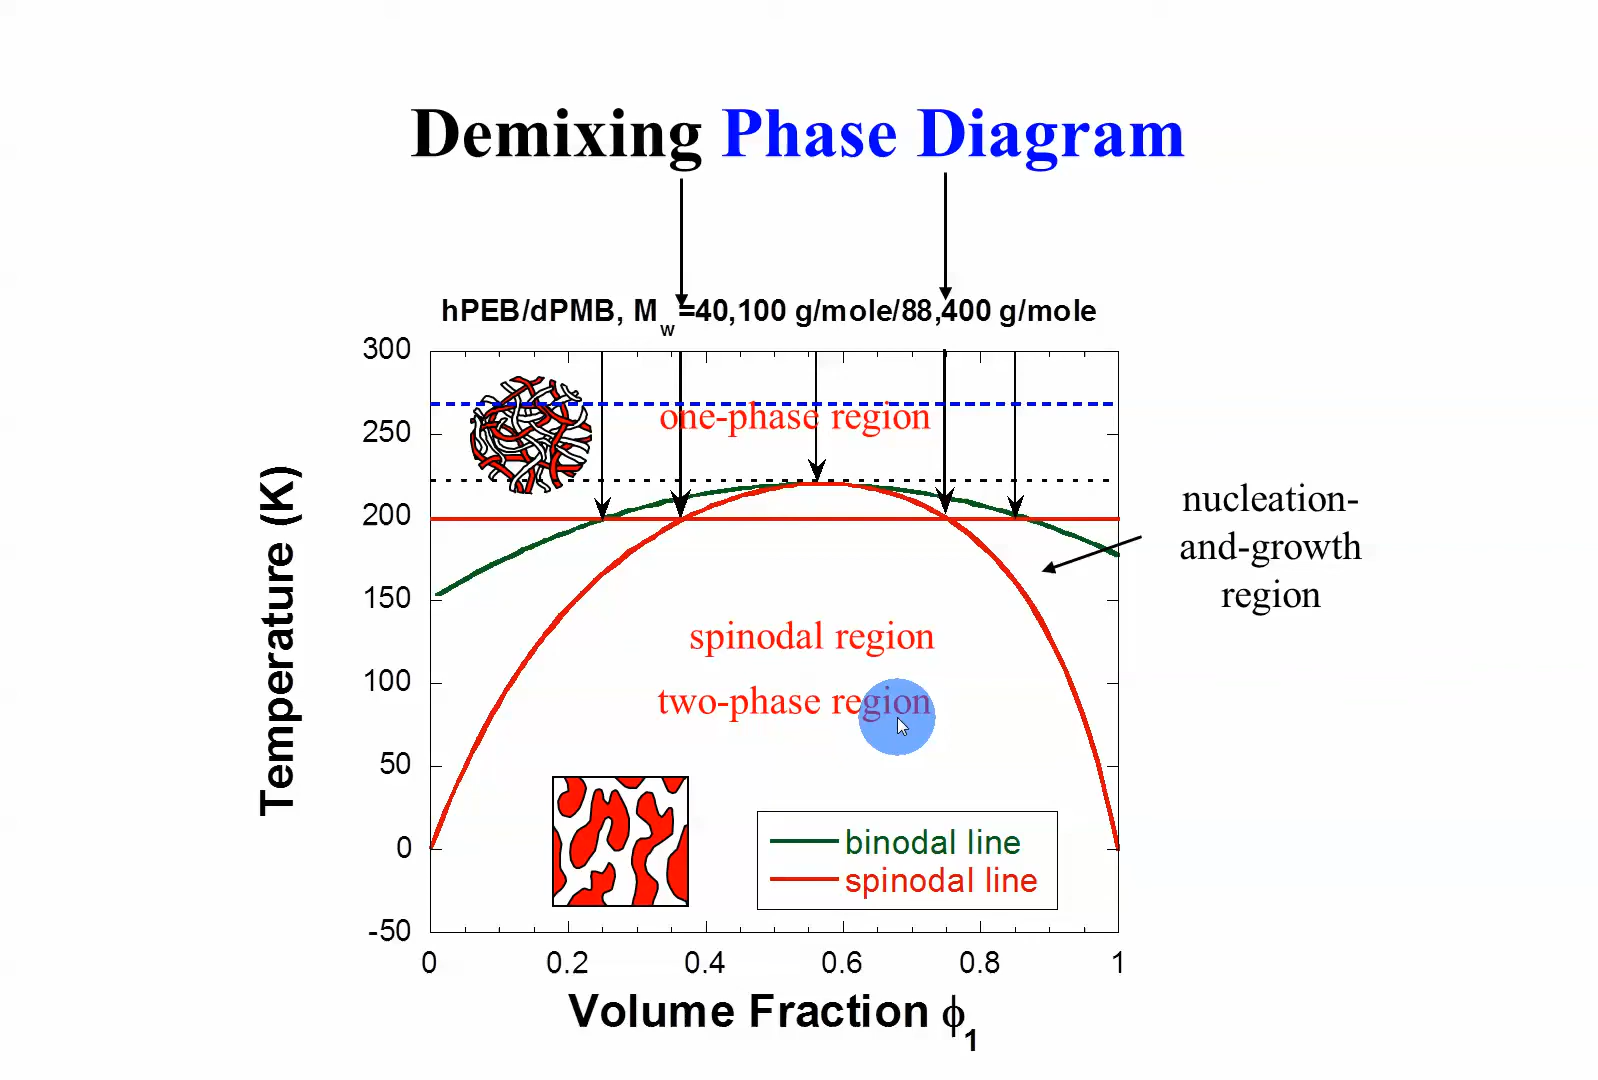 Demixing Phase Diagram
hPEB/dPMB, Mw=40,100 g/mole/88,400 g/mole
300
250
200
150
100
50
0
-50
Temperature (K)
one-phase region
spinodal region
two-phase region
nucleation-
and-growth
region
binodal line
spinodal line
0 0.2 0.4 0.6 0.8 1
Volume Fraction ϕ1